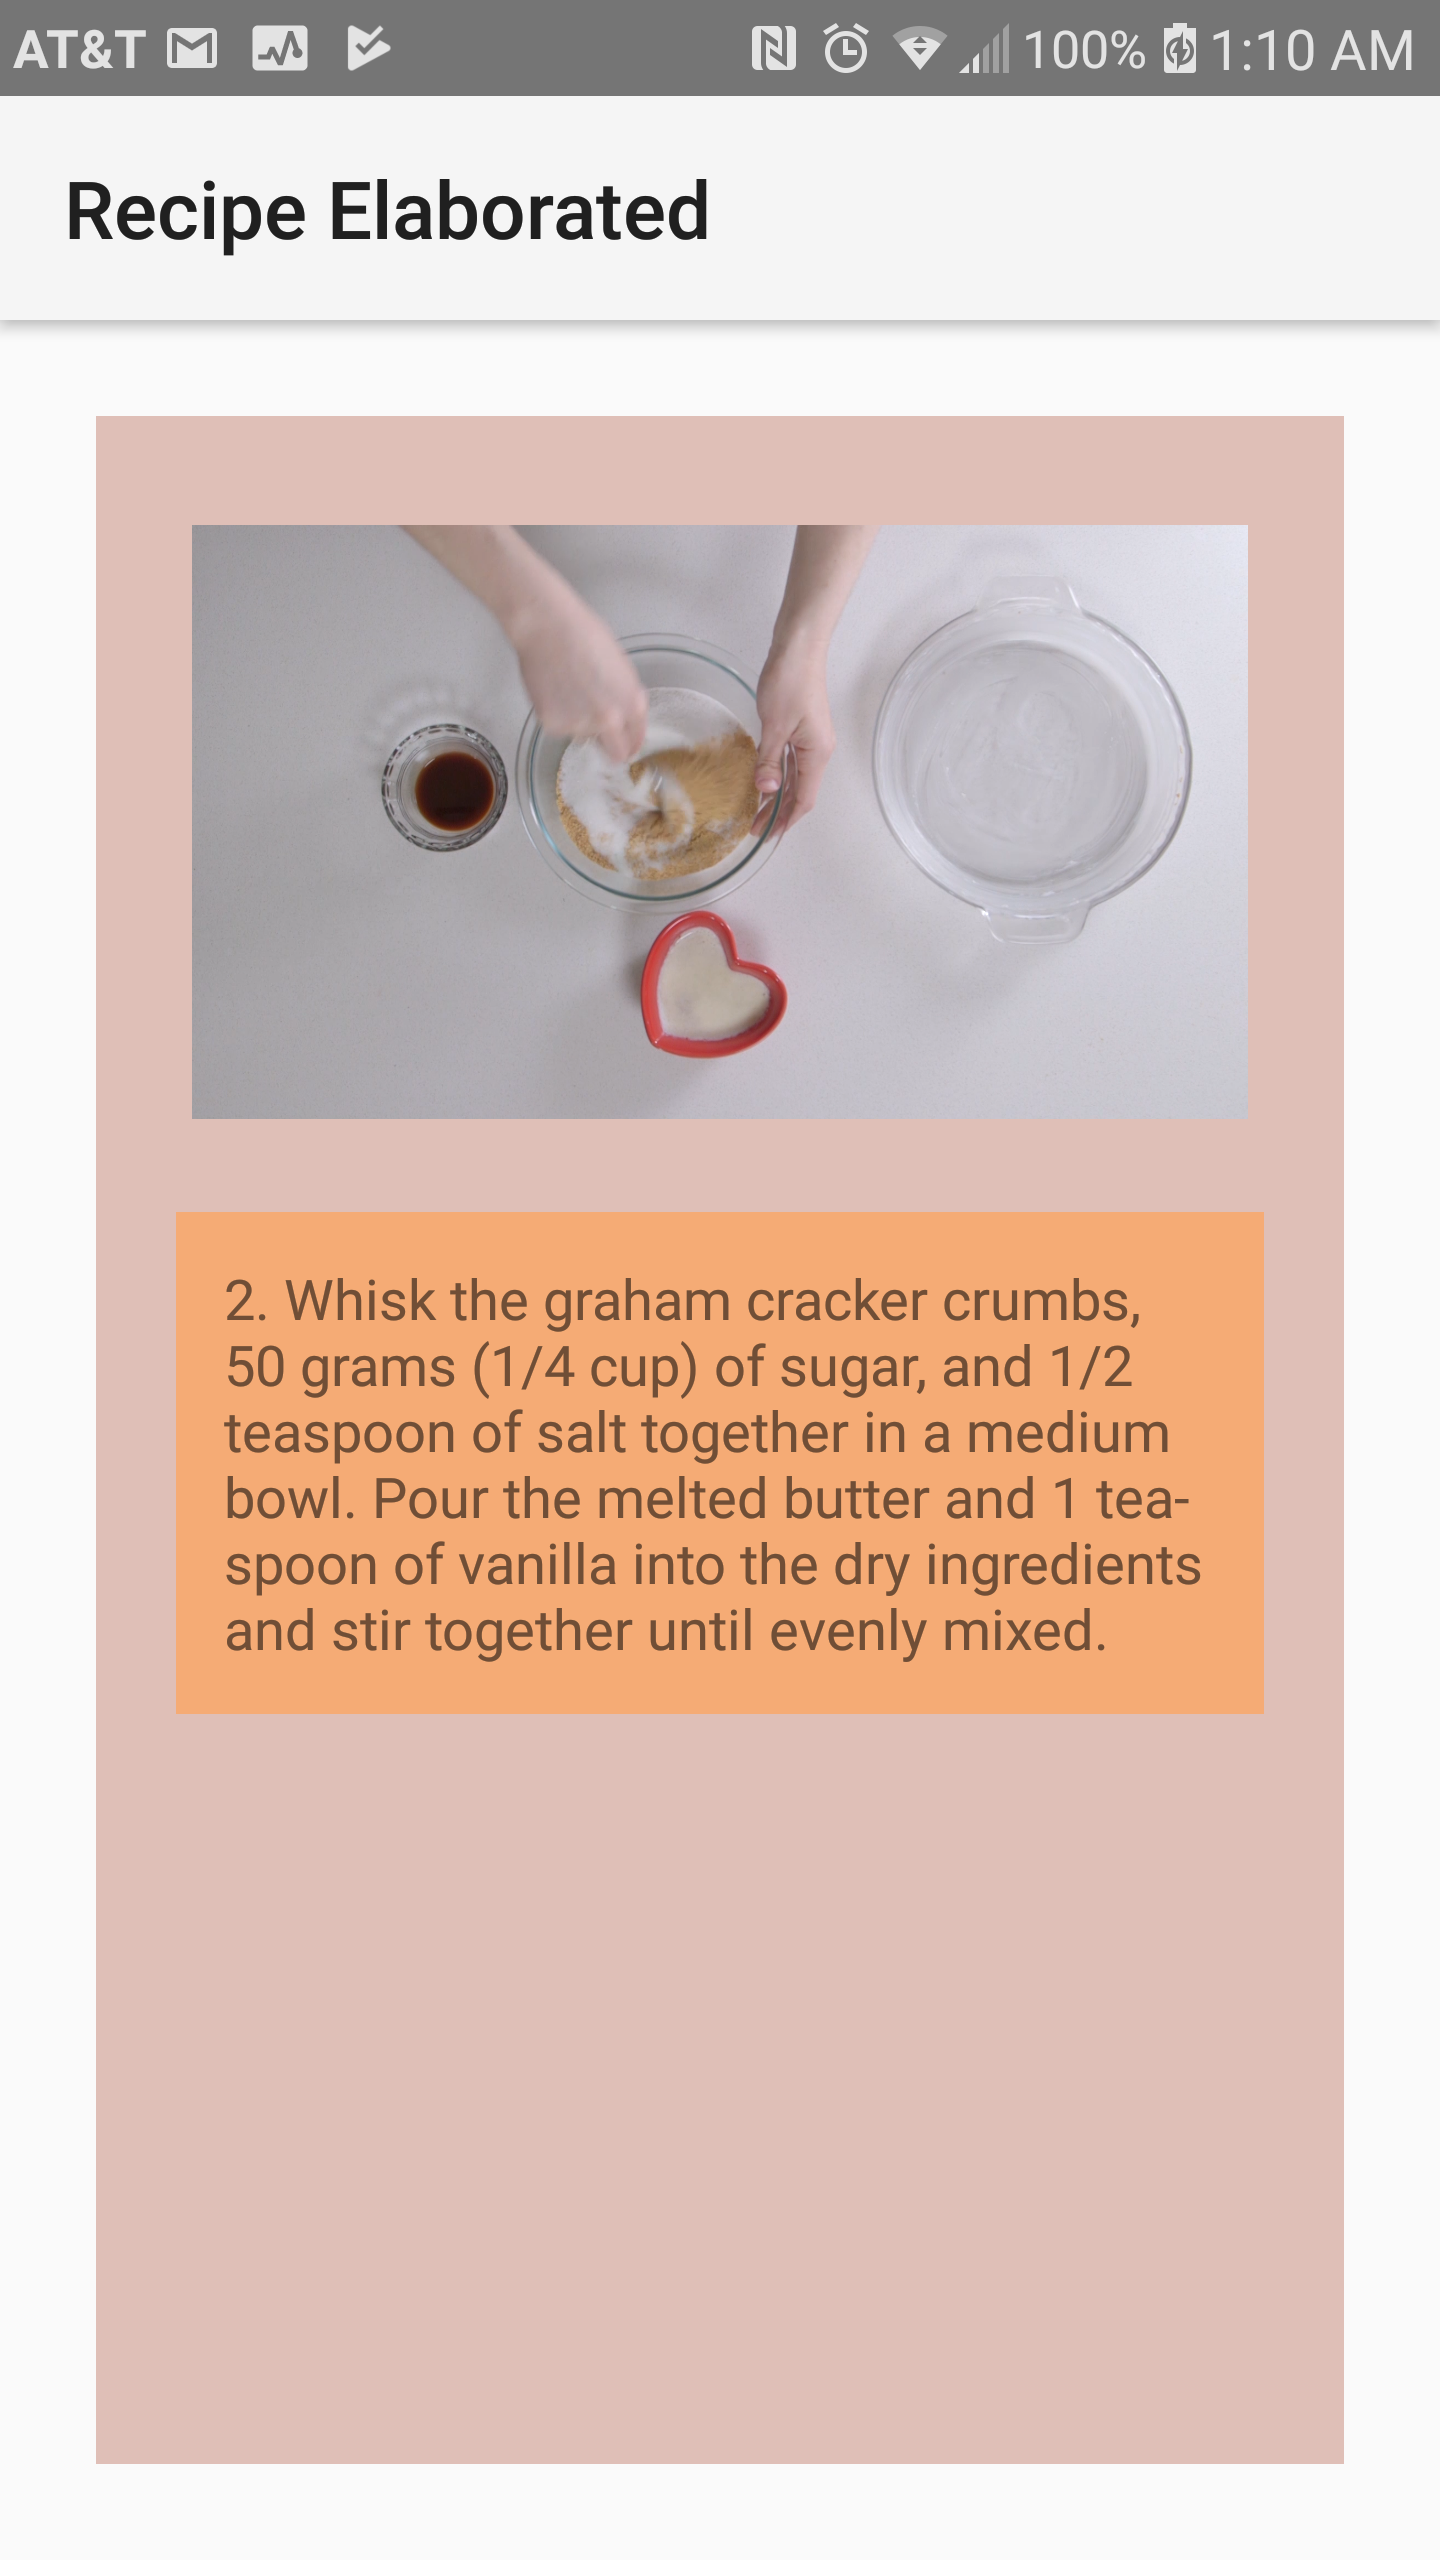 AT&T 100% 1:10 AM
Recipe Elaborated
2. Whisk the graham cracker crumbs,
50 grams (1/4 cup) of sugar, and 1/2
teaspoon of salt together in a medium
bowl. Pour the melted butter and 1 tea-
spoon of vanilla into the dry ingredients
and stir together until evenly mixed.